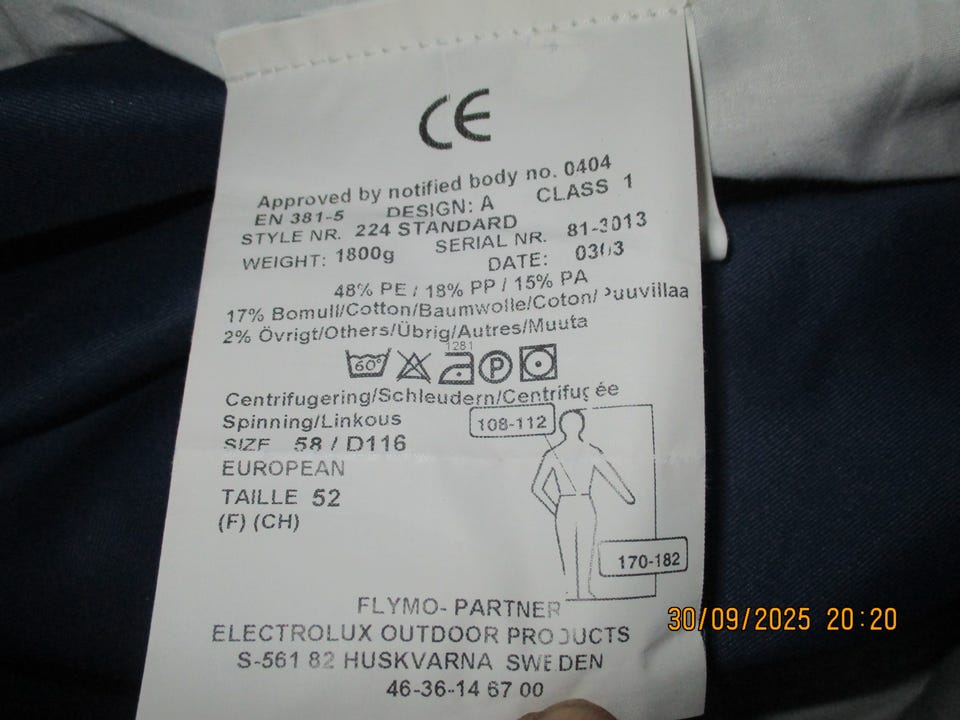 CE
Approved by notified body no. 0404
EN 381-5 DESIGN: A CLASS 1
STYLE NR. 224 STANDARD
SERIAL NR. 81-3013
WEIGHT: 1800g DATE:
48% PE / 18% PP / 15% PA
17% Bomull/Cotton/Baumwolle/Coton/Puuvillaa
2% Övrigt/Others/Übrig/Autres/Muuta
1281
60° P
Centrifugering/Schleudern/Centrifugée
Spinning/Linkous
108-112
SIZE 58 / D116
EUROPEAN
TAILLE 52
(F) (CH)
170-182
FLYMO- PARTNER
ELECTROLUX OUTDOOR PRODUCTS
S-561 82 HUSKVARNA SWEDEN
46-36-14 67 00
30/09/2025 20:20